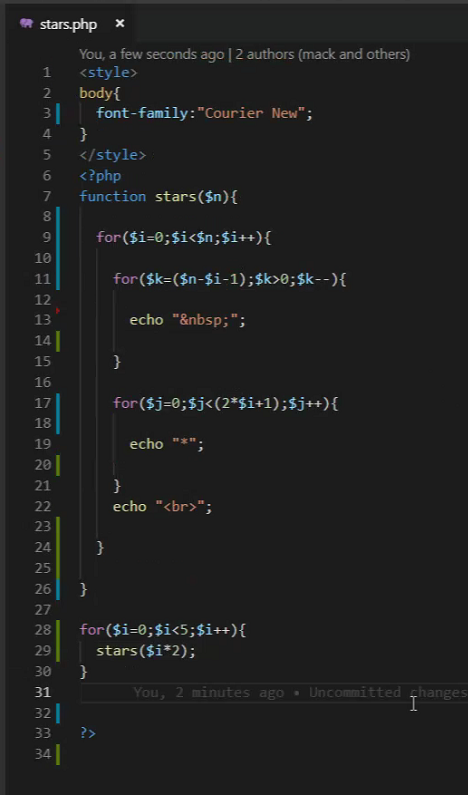 stars.php ×
You, a few seconds ago | 2 authors (mack and others)
1 <style>
2 body{
3 font-family:"Courier New";
4 }
5 </style>
6 <?php
7 function stars($n){
8
9 for($i=0;$i<$n;$i++){
10
11 for($k=($n-$i-1);$k>0;$k--){
12
13 echo "&nbsp;";
14
15 }
16
17 for($j=0;$j<(2*$i+1);$j++){
18
19 echo "*";
20
21 }
22 echo "<br>";
23
24 }
25
26 }
27
28 for($i=0;$i<5;$i++){
29 stars($i*2);
30 }
31 You, 2 minutes ago • Uncommitted changes
32
33 ?>
34